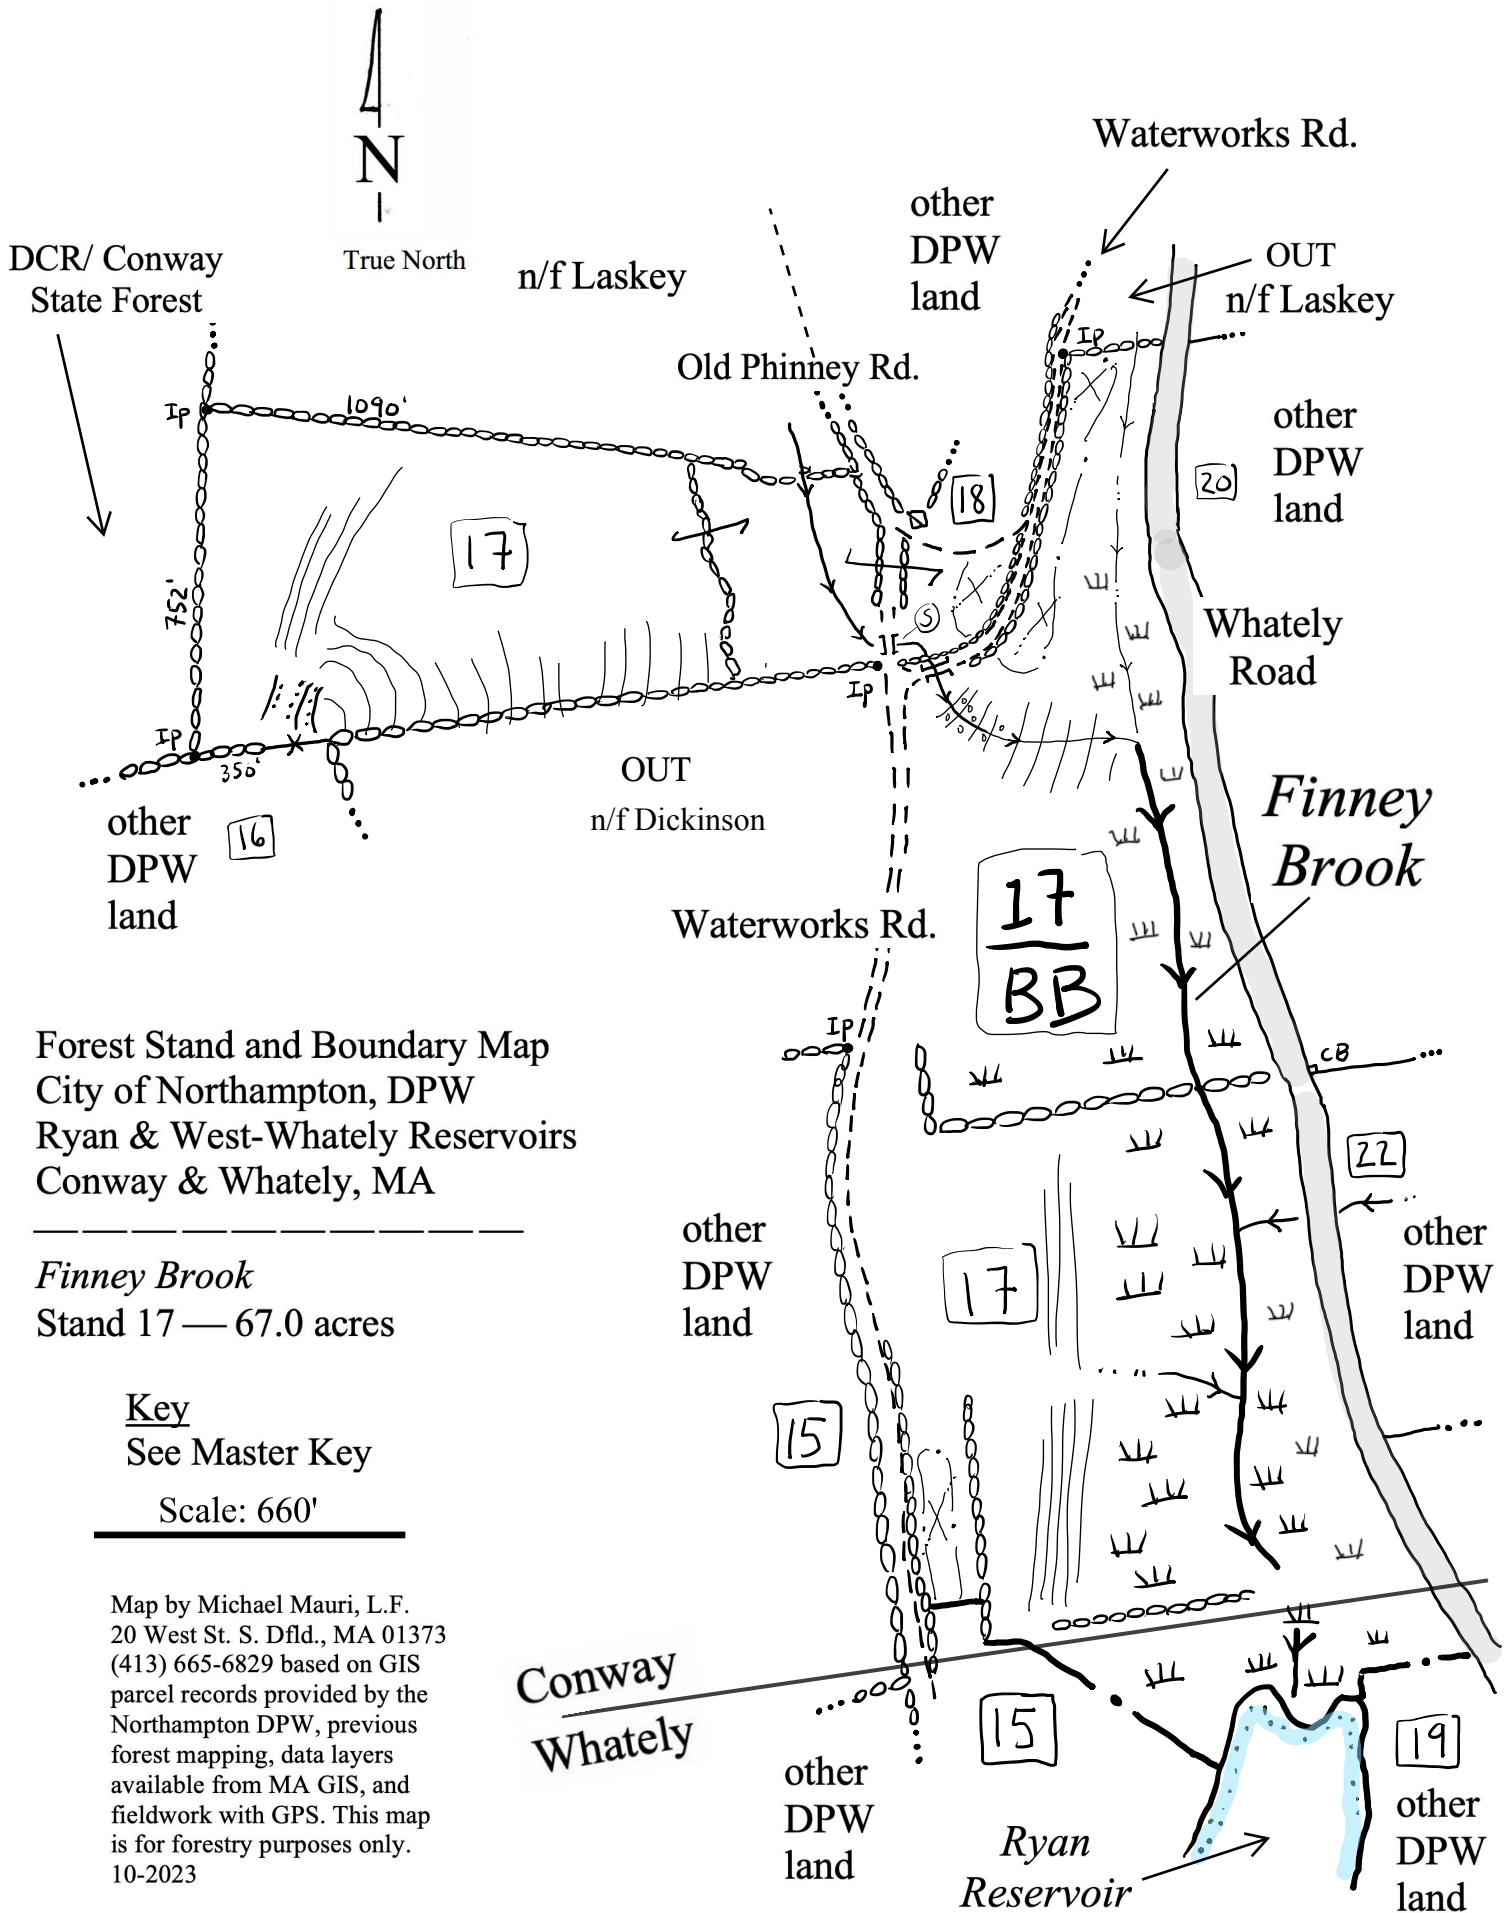 N
True North
Waterworks Rd.
other
DPW
land
DCR/ Conway
State Forest
n/f Laskey
OUT
n/f Laskey
Old Phinney Rd.
Ip
Ip
1090'
other
DPW
land
20
18
17
752'
S
Whately
Road
Ip
Ip
350'
OUT
n/f Dickinson
other
DPW
land
16
Finney
Brook
17
BB
Waterworks Rd.
Ip
CB
Forest Stand and Boundary Map
City of Northampton, DPW
Ryan & West-Whately Reservoirs
Conway & Whately, MA
Finney Brook
Stand 17 — 67.0 acres
22
other
DPW
land
17
other
DPW
land
15
Key
See Master Key
Scale: 660'
Map by Michael Mauri, L.F.
20 West St. S. Dfld., MA 01373
(413) 665-6829 based on GIS
parcel records provided by the
Northampton DPW, previous
forest mapping, data layers
available from MA GIS, and
fieldwork with GPS. This map
is for forestry purposes only.
10-2023
Conway
Whately
15
19
other
DPW
land
Ryan
Reservoir
other
DPW
land